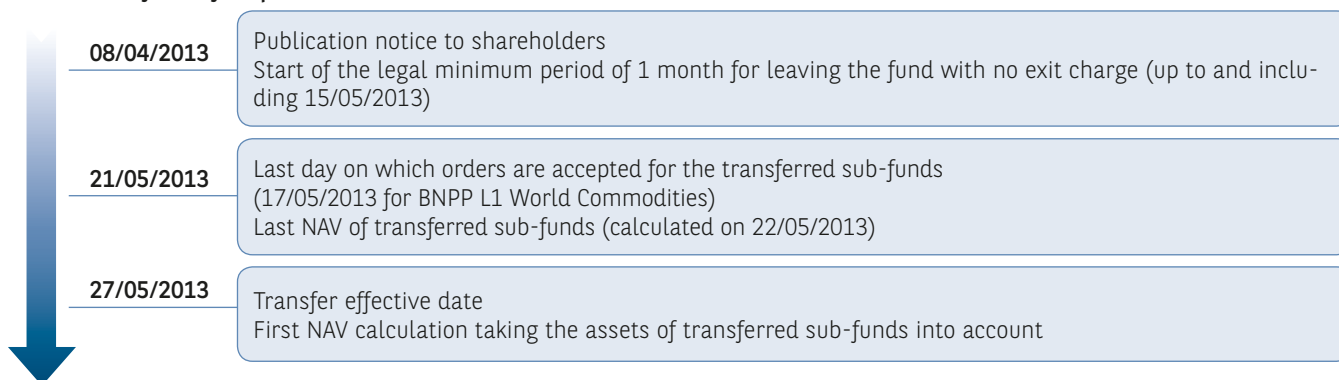 08/04/2013
Publication notice to shareholders
Start of the legal minimum period of 1 month for leaving the fund with no exit charge (up to and inclu-
ding 15/05/2013)
21/05/2013
Last day on which orders are accepted for the transferred sub-funds
(17/05/2013 for BNPP L1 World Commodities)
Last NAV of transferred sub-funds (calculated on 22/05/2013)
27/05/2013
Transfer effective date
First NAV calculation taking the assets of transferred sub-funds into account